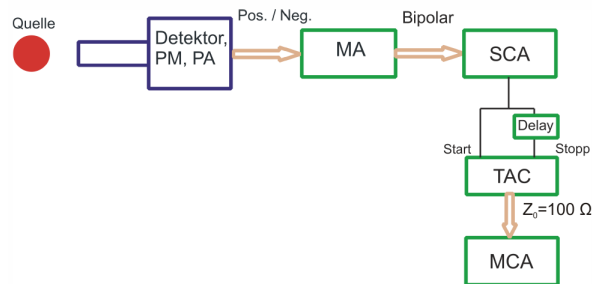 Quelle
Pos. / Neg.
Bipolar
Detektor,
PM, PA
MA
SCA
Delay
Start
Stopp
TAC
Z₀=100 Ω
MCA